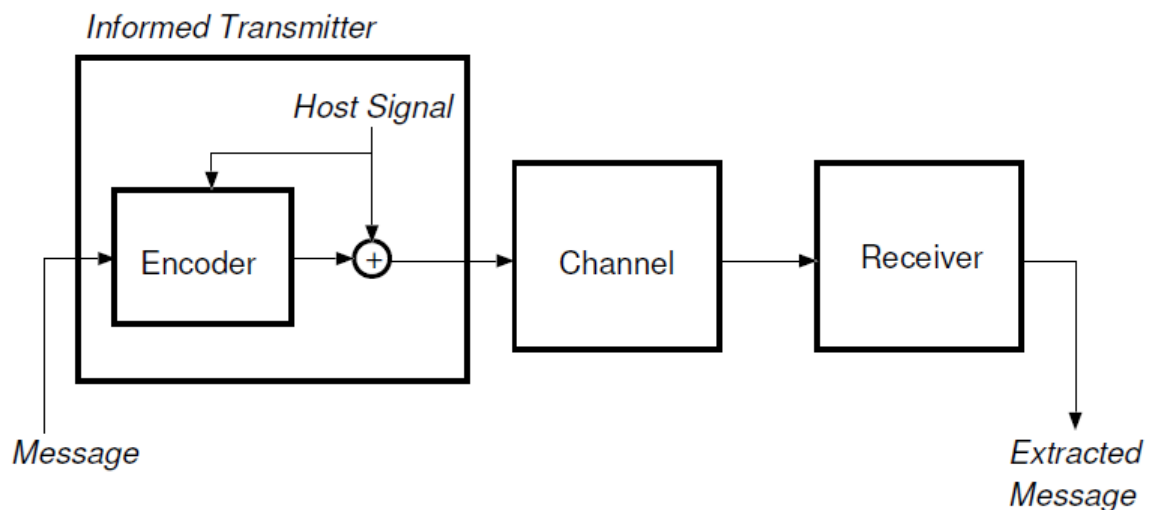 Informed Transmitter
Host Signal
Encoder
+
Channel
Receiver
Message
Extracted
Message